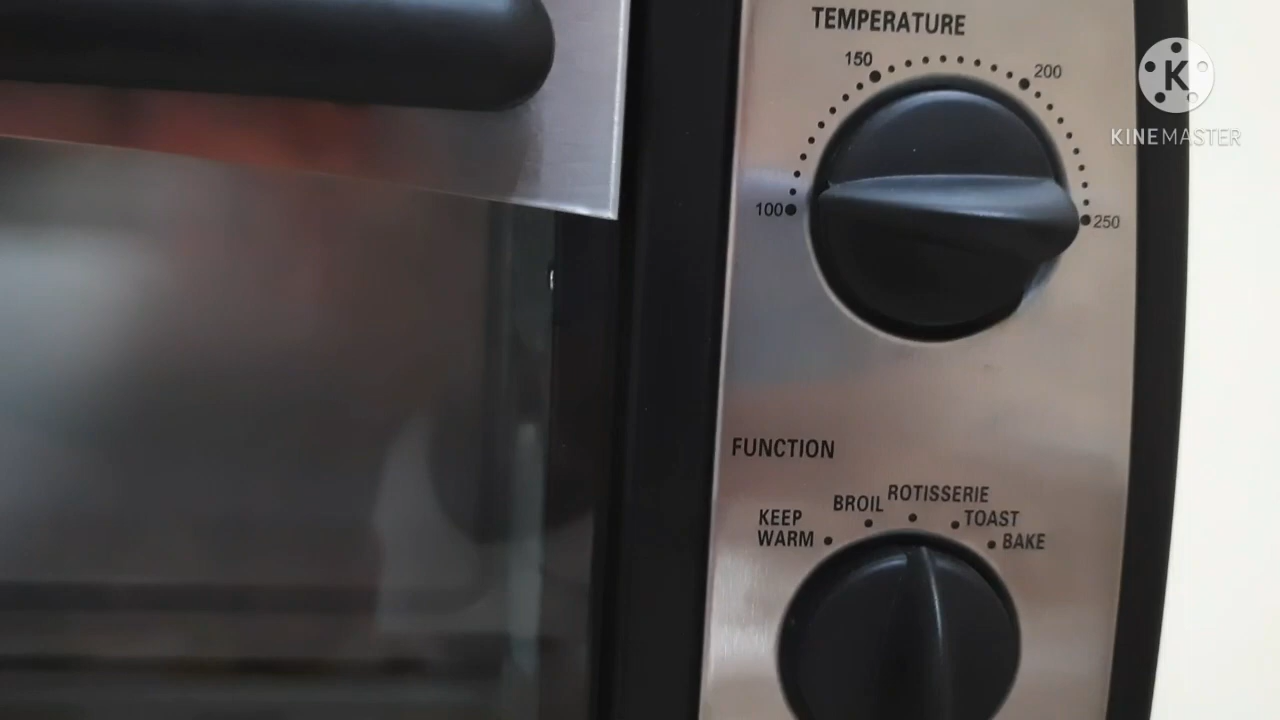 TEMPERATURE
150
200
100
250
K
KINEMASTER
FUNCTION
KEEP
WARM
BROIL
ROTISSERIE
TOAST
BAKE